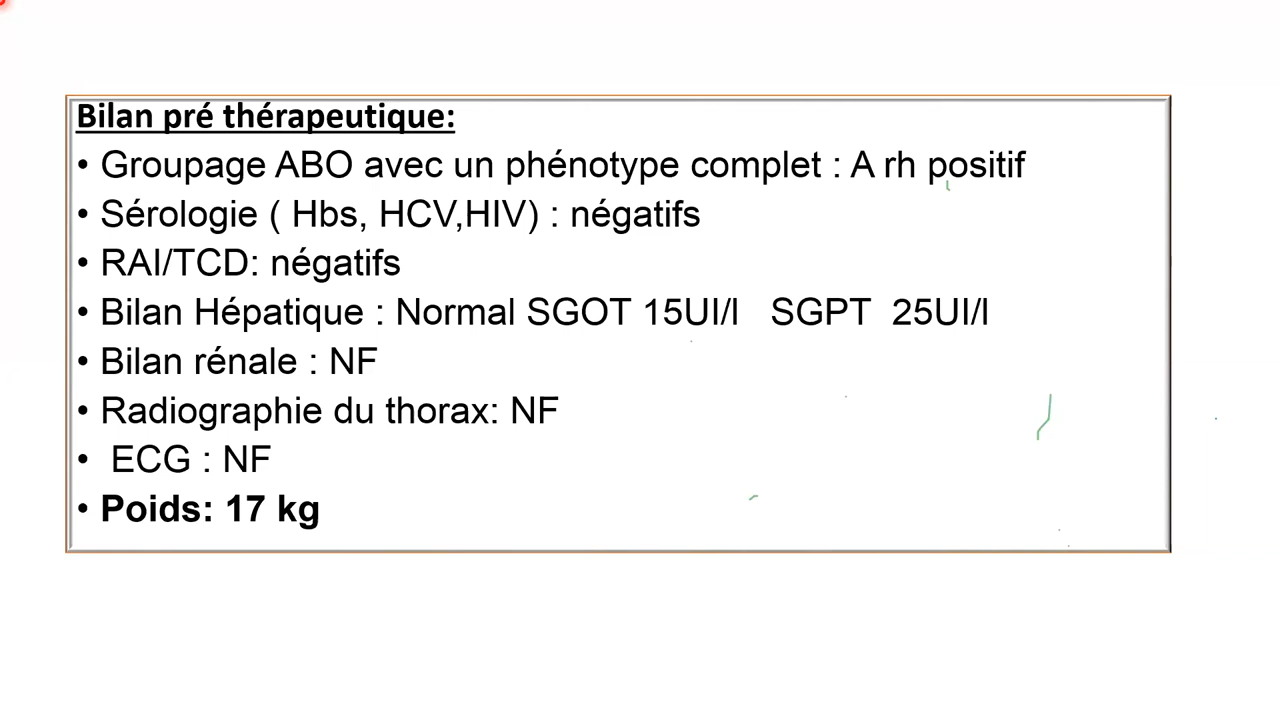 Bilan pré thérapeutique:
• Groupage ABO avec un phénotype complet : A rh positif
• Sérologie ( Hbs, HCV,HIV) : négatifs
• RAI/TCD: négatifs
• Bilan Hépatique : Normal SGOT 15UI/l SGPT 25UI/l
• Bilan rénale : NF
• Radiographie du thorax: NF
• ECG : NF
• Poids: 17 kg